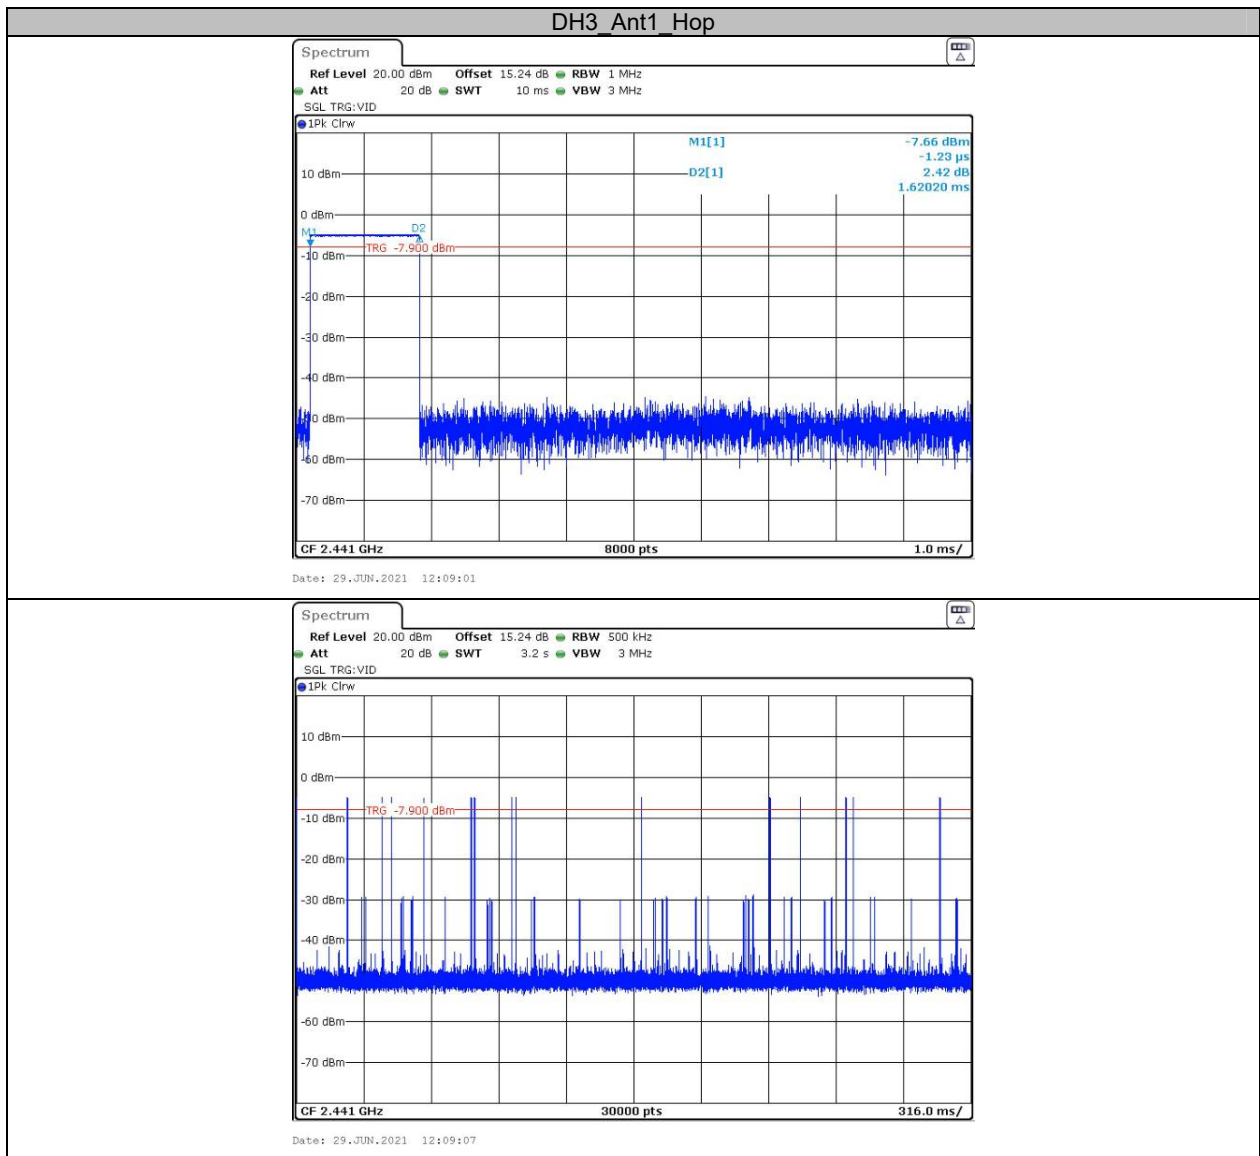 DH3_Ant1_Hop
Spectrum
Ref Level 20.00 dBm Offset 15.24 dB RBW 1 MHz
Att 20 dB SWT 10 ms VBW 3 MHz
SGL TRG:VID
1Pk Clrw
M1[1] -7.66 dBm
-1.23 µs
D2[1] 2.42 dB
1.62020 ms
10 dBm
0 dBm
M1 D2
TRG -7.900 dBm
-10 dBm
-20 dBm
-30 dBm
-40 dBm
-50 dBm
-60 dBm
-70 dBm
CF 2.441 GHz 8000 pts 1.0 ms/
Date: 29.JUN.2021 12:09:01
Spectrum
Ref Level 20.00 dBm Offset 15.24 dB RBW 500 kHz
Att 20 dB SWT 3.2 s VBW 3 MHz
SGL TRG:VID
1Pk Clrw
10 dBm
0 dBm
TRG -7.900 dBm
-10 dBm
-20 dBm
-30 dBm
-40 dBm
-60 dBm
-70 dBm
CF 2.441 GHz 30000 pts 316.0 ms/
Date: 29.JUN.2021 12:09:07